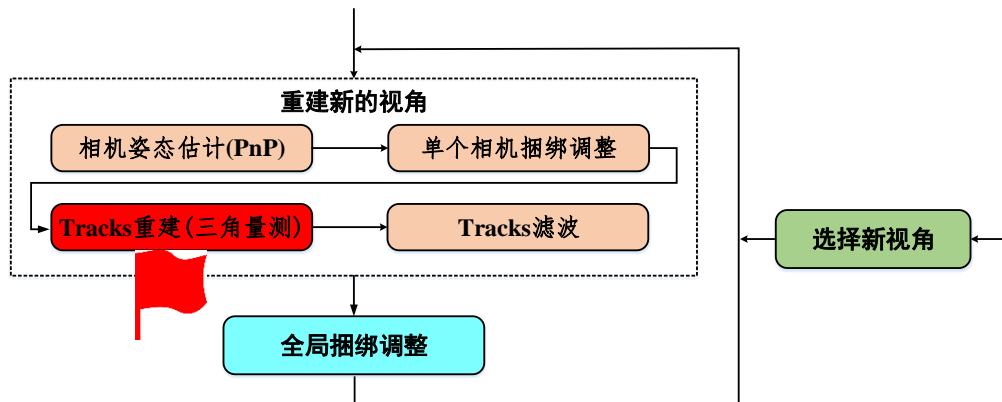 重建新的视角
相机姿态估计(PnP)
单个相机捆绑调整
Tracks重建(三角量测)
Tracks滤波
选择新视角
全局捆绑调整